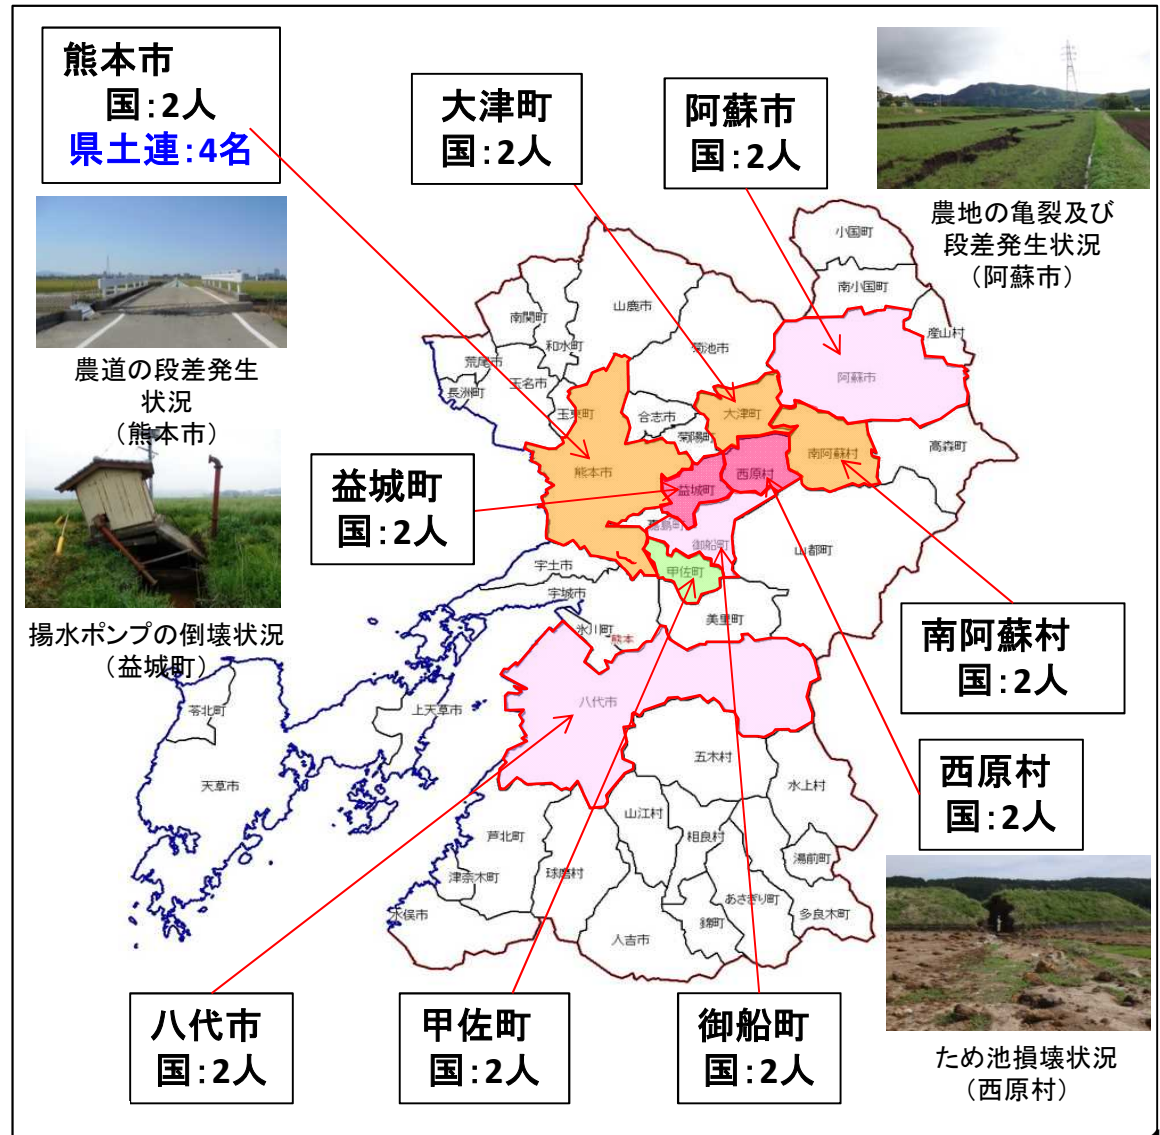 熊本市
国:2人
県土連:4名
大津町
国:2人
阿蘇市
国:2人
農地の亀裂及び
段差発生状況
(阿蘇市)
農道の段差発生
状況
(熊本市)
益城町
国:2人
揚水ポンプの倒壊状況
(益城町)
小国町
南小国町
産山村
山鹿市
南関町
和水町
菊池市
荒尾市
玉名市
長洲町
玉東町
阿蘇市
合志市
大津町
菊陽町
高森町
熊本市
南阿蘇村
西原村
益城町
嘉島町
御船町
山都町
甲佐町
宇土市
宇城市
美里町
氷川町
熊本
八代市
苓北町
上天草市
天草市
五木村
水上村
山江村
芦北町
相良村
湯前町
球磨村
津奈木町
あさぎり町
多良木町
水俣市
錦町
人吉市
南阿蘇村
国:2人
西原村
国:2人
八代市
国:2人
甲佐町
国:2人
御船町
国:2人
ため池損壊状況
(西原村)